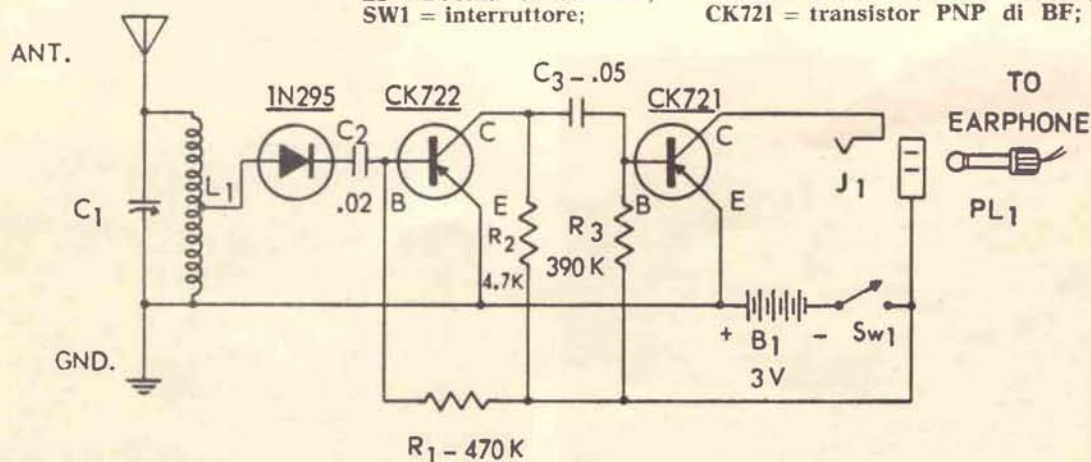 SW1 = interruttore; CK721 = transistor PNP di BF;
ANT.
1N295
C2
.02
CK722
C
B
E
C3 - .05
CK721
C
B
E
TO
EARPHONE
J1
PL1
C1
L1
R2
4.7K
R3
390 K
+ B1 -
3 V
Sw1
GND.
R1 - 470 K